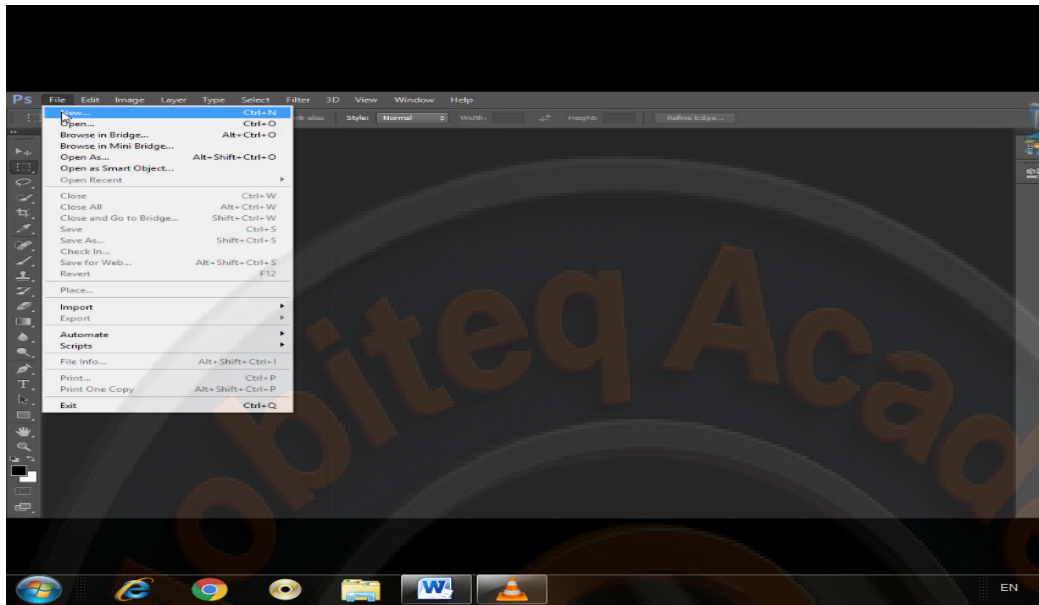 Ps File Edit Image Layer Type Select Filter 3D View Window Help
Style: Normal Width: Height: Refine Edge...
New... Ctrl+N
Open... Ctrl+O
Browse in Bridge... Alt+Ctrl+O
Browse in Mini Bridge...
Open As... Alt+Shift+Ctrl+O
Open as Smart Object...
Open Recent
Close Ctrl+W
Close All Alt+Ctrl+W
Close and Go to Bridge... Shift+Ctrl+W
Save Ctrl+S
Save As... Shift+Ctrl+S
Check In...
Save for Web... Alt+Shift+Ctrl+S
Revert F12
Place...
Import
Export
Automate
Scripts
File Info... Alt+Shift+Ctrl+I
Print... Ctrl+P
Print One Copy Alt+Shift+Ctrl+P
Exit Ctrl+Q
EN